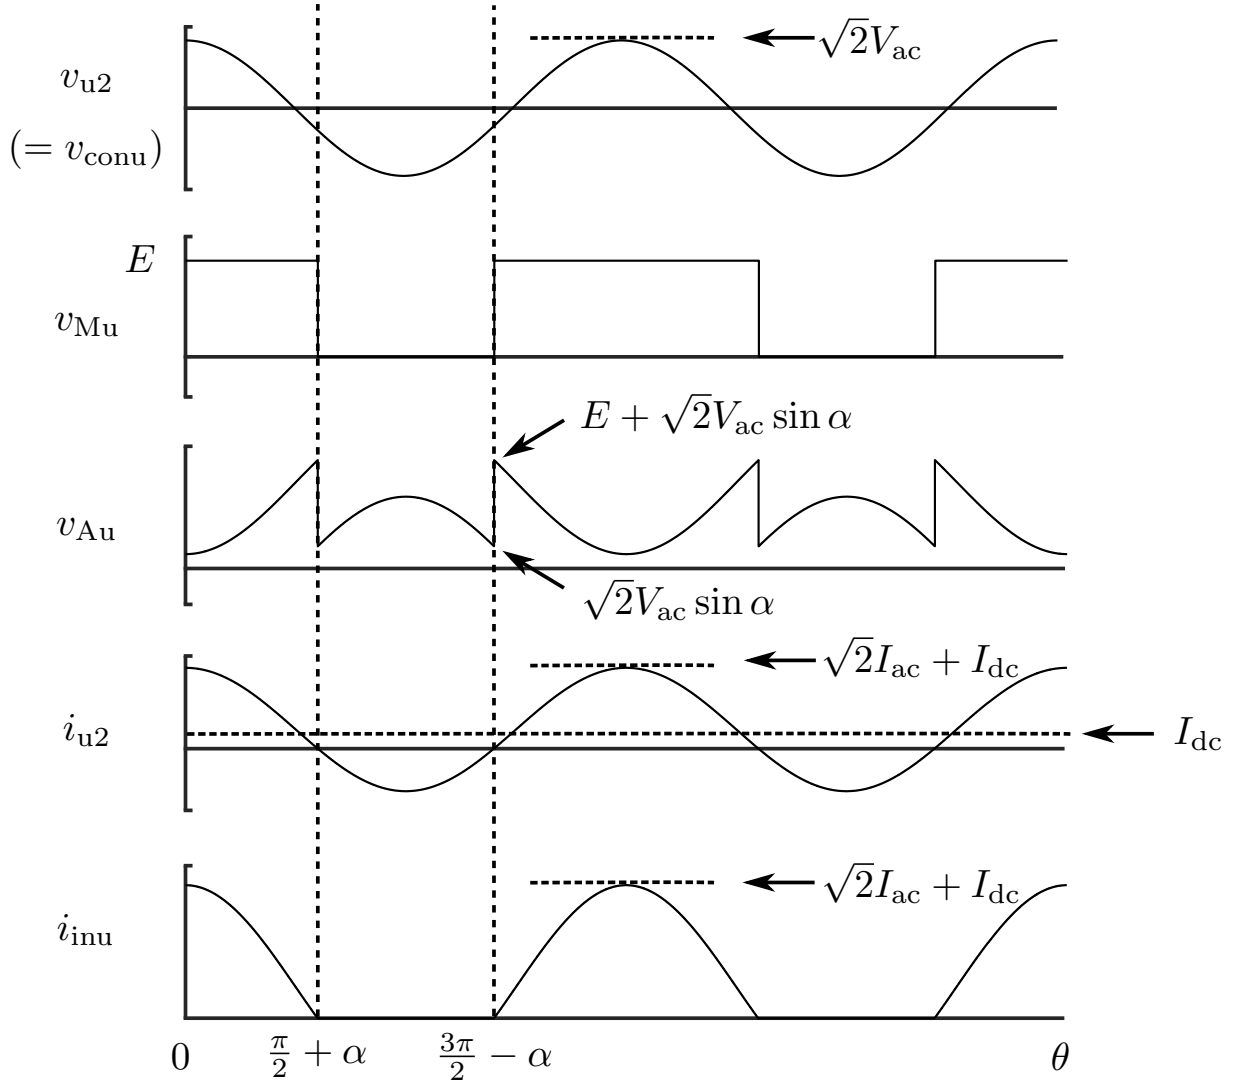 √2V_ac
v_u2
(= v_conu)
E
v_Mu
E + √2V_ac sin α
v_Au
√2V_ac sin α
√2I_ac + I_dc
i_u2
I_dc
√2I_ac + I_dc
i_inu
0 π/2 + α 3π/2 − α θ